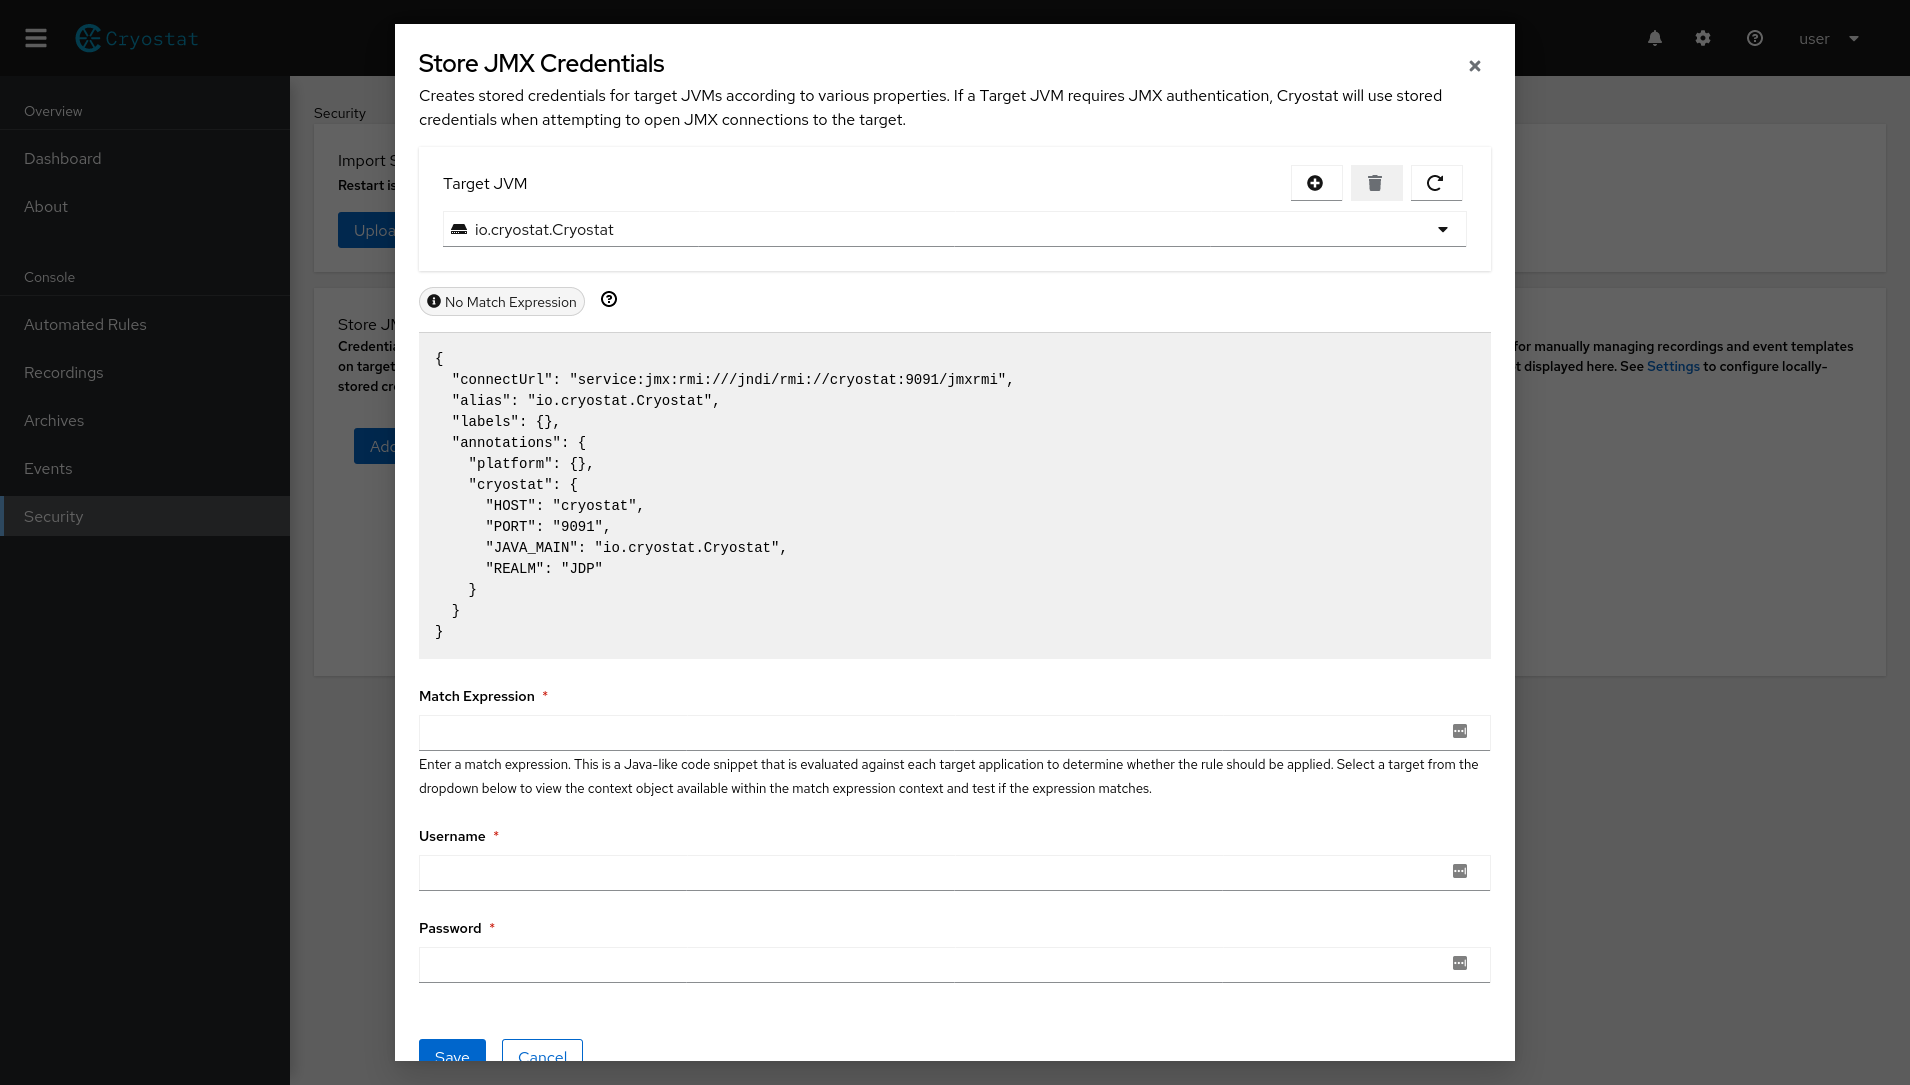 Cryostat
user
Overview
Dashboard
About
Console
Automated Rules
Recordings
Archives
Events
Security
Security
Import
Restart is
Store
on target
stored
for manually managing recordings and event templates
displayed here. See Settings to configure locally-
Store JMX Credentials
Creates stored credentials for target JVMs according to various properties. If a Target JVM requires JMX authentication, Cryostat will use stored
credentials when attempting to open JMX connections to the target.
Target JVM
io.cryostat.Cryostat
No Match Expression
{
"connectUrl": "service:jmx:rmi:///jndi/rmi://cryostat:9091/jmxrmi",
"alias": "io.cryostat.Cryostat",
"labels": {},
"annotations": {
"platform": {},
"cryostat": {
"HOST": "cryostat",
"PORT": "9091",
"JAVA_MAIN": "io.cryostat.Cryostat",
"REALM": "JDP"
}
}
}
Match Expression *
Enter a match expression. This is a Java-like code snippet that is evaluated against each target application to determine whether the rule should be applied. Select a target from the
dropdown below to view the context object available within the match expression context and test if the expression matches.
Username *
Password *
Save
Cancel